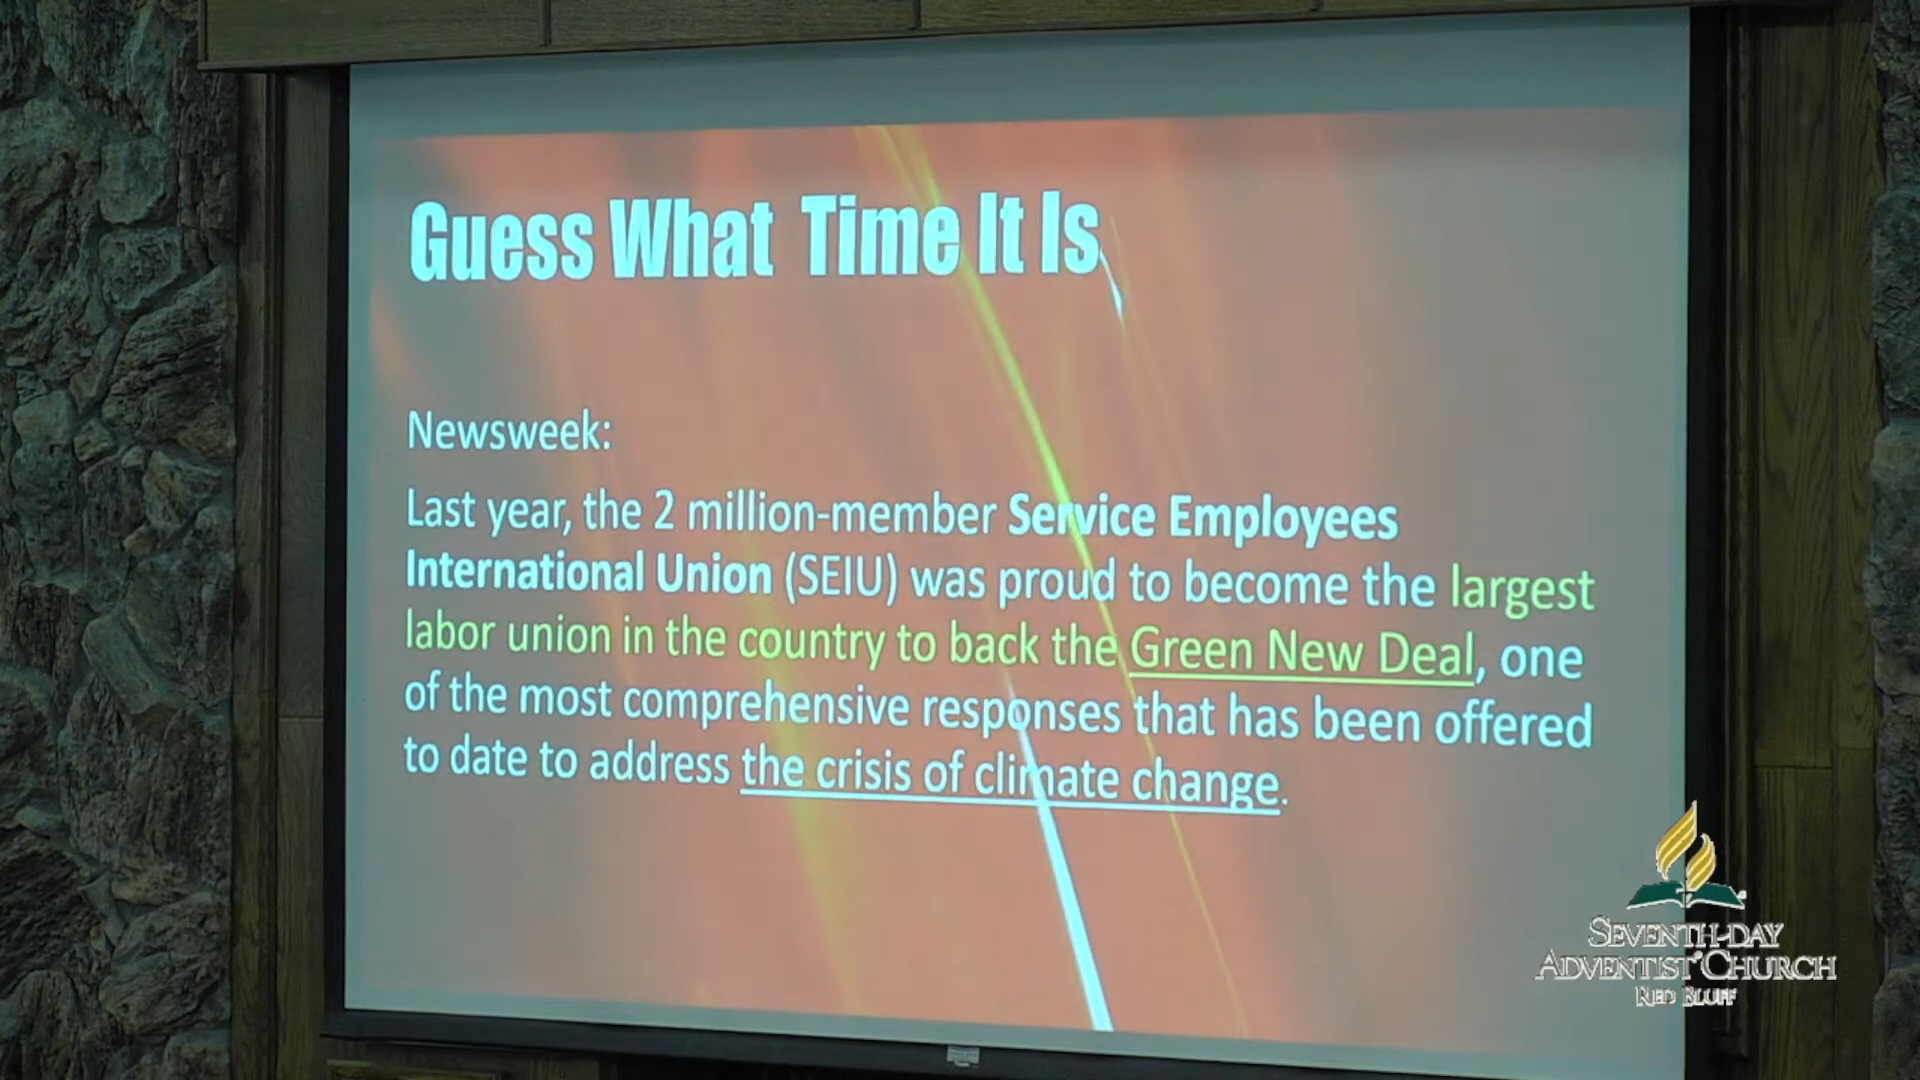 Guess What Time It Is
Newsweek:
Last year, the 2 million-member Service Employees
International Union (SEIU) was proud to become the largest
labor union in the country to back the Green New Deal, one
of the most comprehensive responses that has been offered
to date to address the crisis of climate change.
SEVENTH-DAY
ADVENTIST CHURCH
RED BLUFF